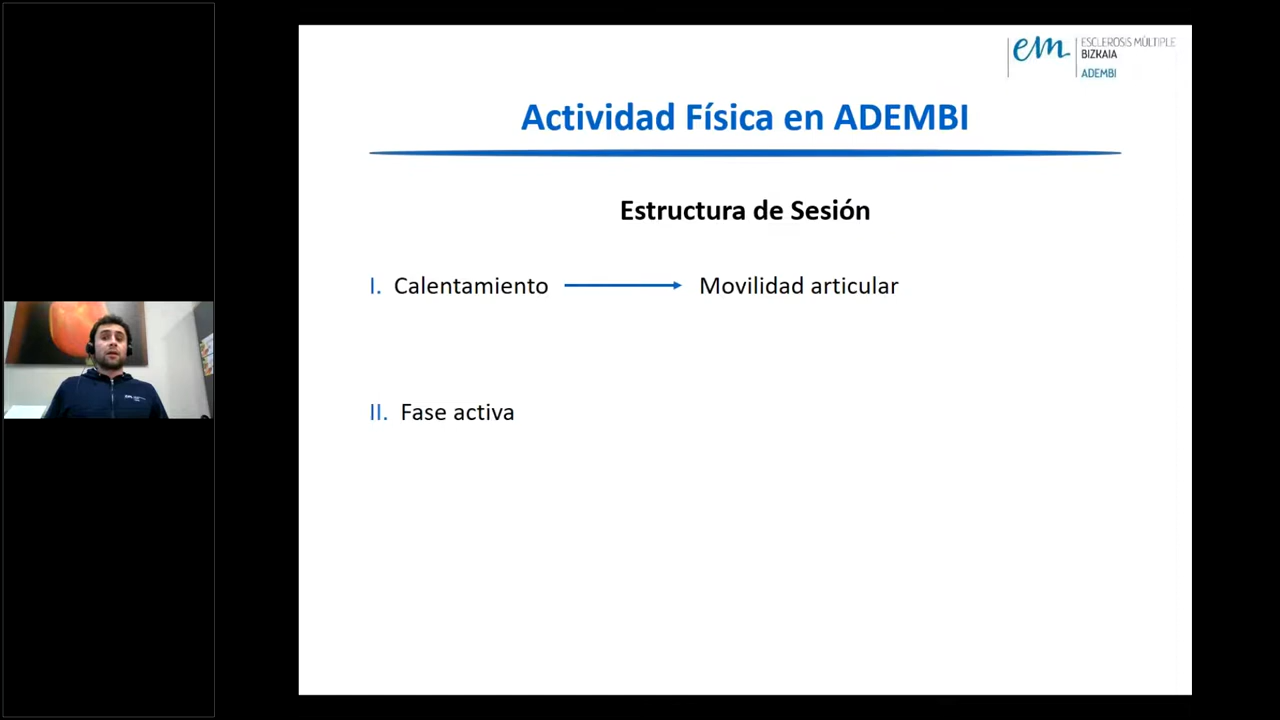 em
ESCLEROSIS MÚLTIPLE
BIZKAIA
ADEMBI
Actividad Física en ADEMBI
Estructura de Sesión
I. Calentamiento → Movilidad articular
II. Fase activa